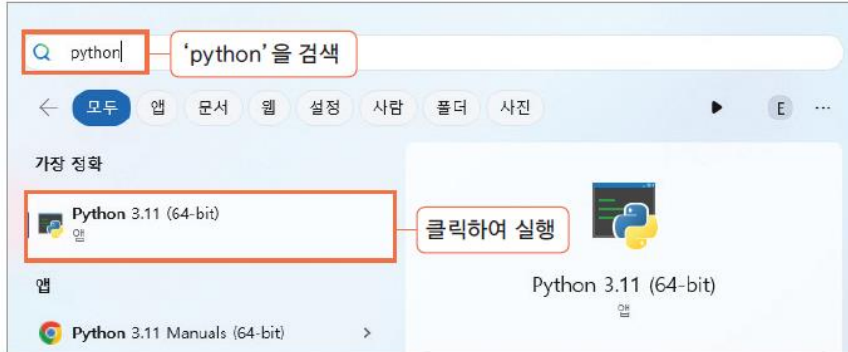 python
‘python’을 검색
모두 앱 문서 웹 설정 사람 폴더 사진 E ...
가장 정확
Python 3.11 (64-bit)
앱
클릭하여 실행
Python 3.11 (64-bit)
앱
앱
Python 3.11 Manuals (64-bit)